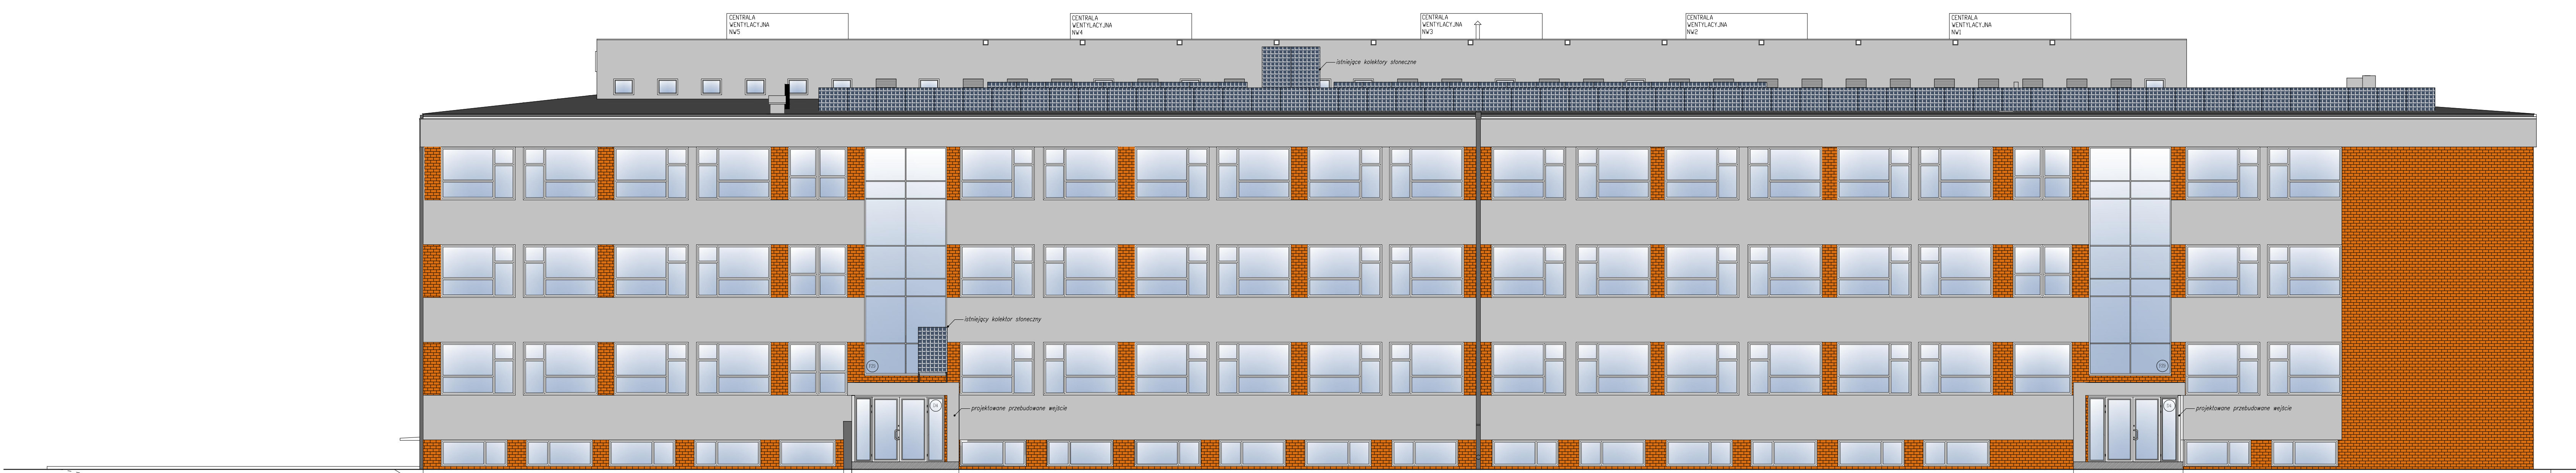 CENTRALA
WENTYLACYJNA
NW5
CENTRALA
WENTYLACYJNA
NW4
CENTRALA
WENTYLACYJNA
NW3
CENTRALA
WENTYLACYJNA
NW2
CENTRALA
WENTYLACYJNA
NW1
istniejące kolektory słoneczne
istniejący kolektor słoneczny
projektowane przebudowane wejście
projektowane przebudowane wejście